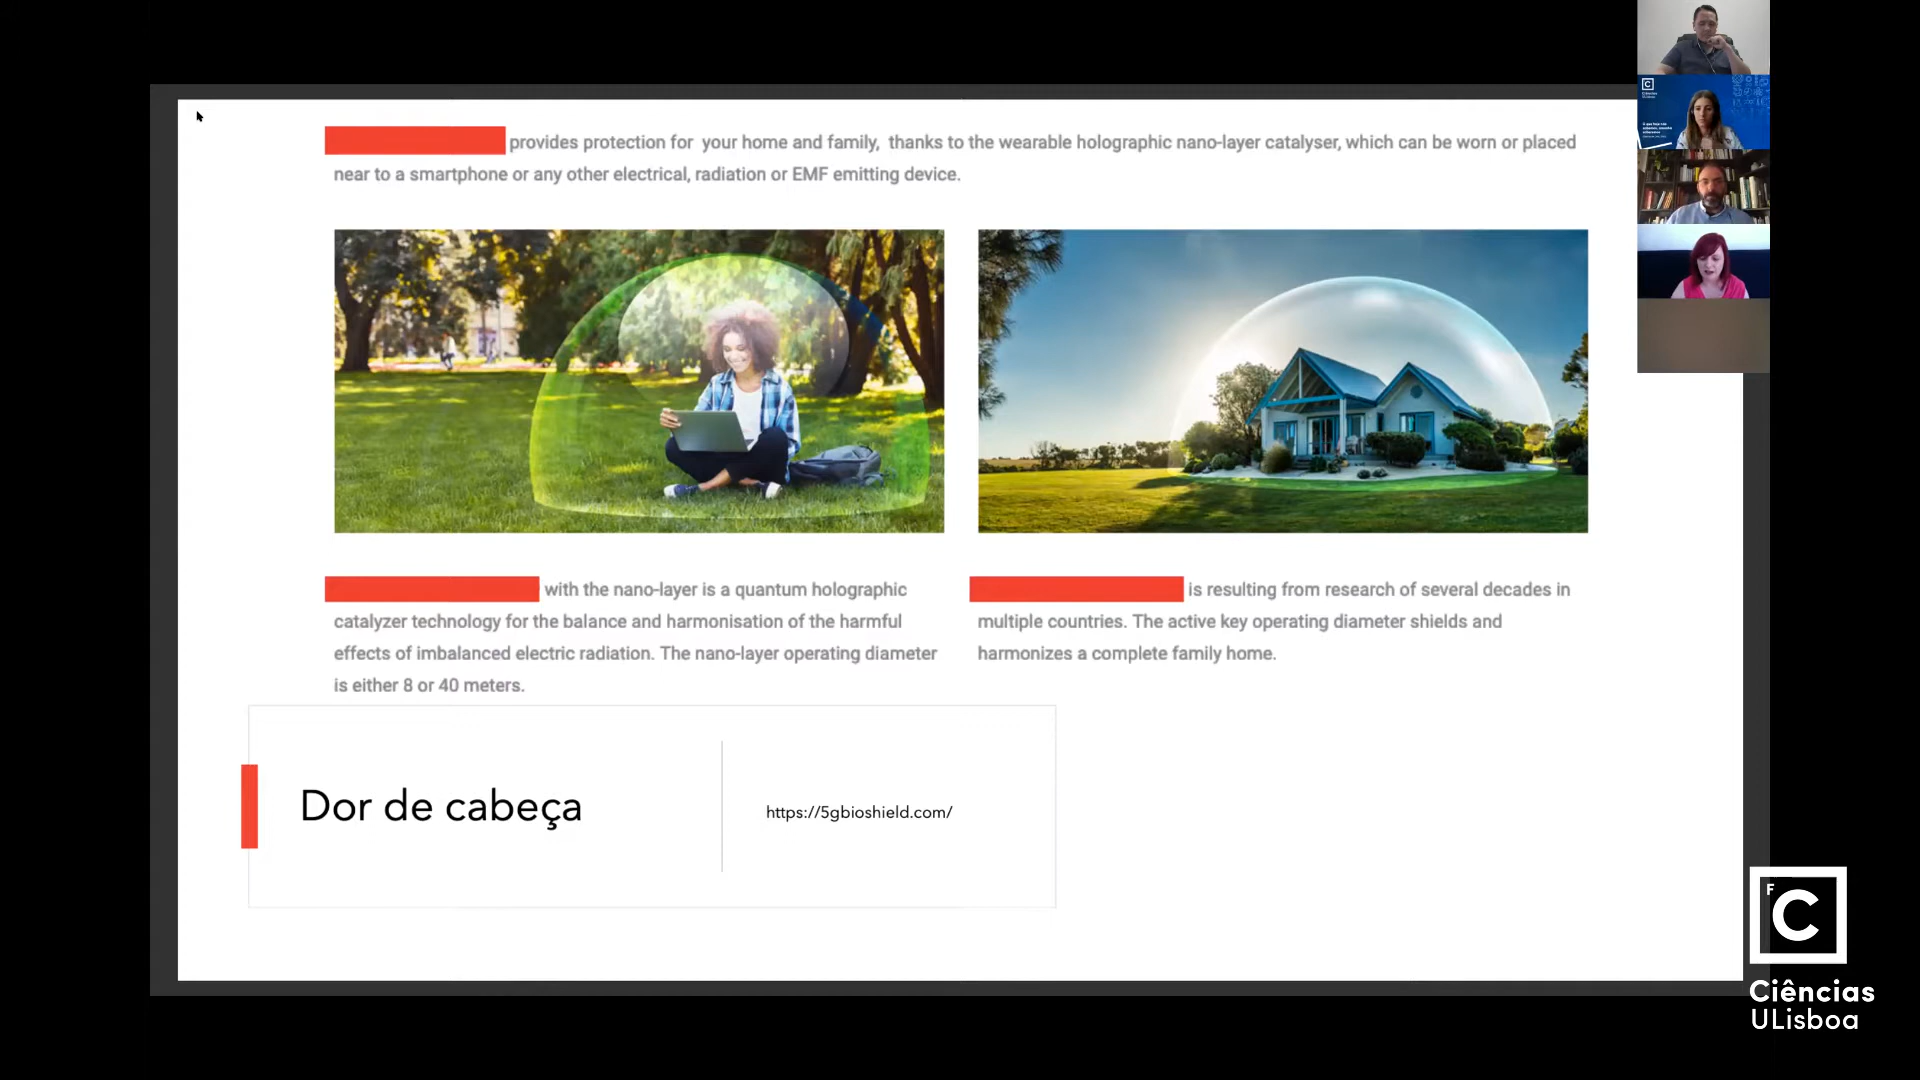 provides protection for your home and family, thanks to the wearable holographic nano-layer catalyser, which can be worn or placed
near to a smartphone or any other electrical, radiation or EMF emitting device.
with the nano-layer is a quantum holographic
catalyzer technology for the balance and harmonisation of the harmful
effects of imbalanced electric radiation. The nano-layer operating diameter
is either 8 or 40 meters.
is resulting from research of several decades in
multiple countries. The active key operating diameter shields and
harmonizes a complete family home.
Dor de cabeça
https://5gbioshield.com/
C
Ciências
ULisboa
F
C
Ciências
ULisboa